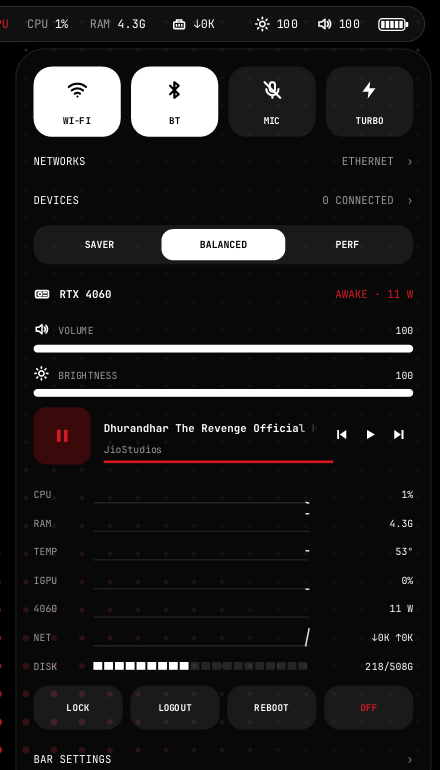 CPU 1% RAM 4.3G ↓0K 100 100
WI-FI BT MIC TURBO
NETWORKS ETHERNET ›
DEVICES 0 CONNECTED ›
SAVER BALANCED PERF
RTX 4060 AWAKE · 11 W
VOLUME 100
BRIGHTNESS 100
Dhurandhar The Revenge Official
JioStudios
CPU 1%
RAM 4.3G
TEMP 53°
IGPU 0%
4060 11 W
NET ↓0K ↑0K
DISK 218/508G
LOCK LOGOUT REBOOT OFF
BAR SETTINGS ›